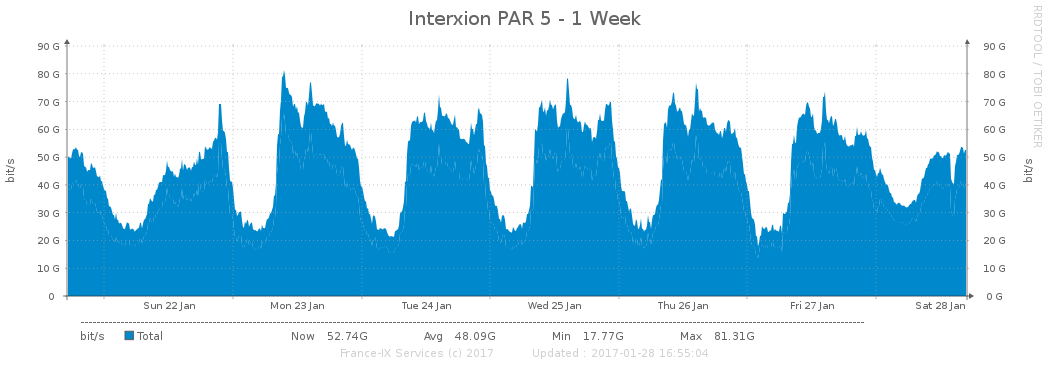 Interxion PAR 5 - 1 Week
RRDTOOL / TOBI OETIKER
90 G 90 G
80 G 80 G
70 G 70 G
60 G 60 G
50 G 50 G
40 G 40 G
30 G 30 G
20 G 20 G
10 G 10 G
0 0 G
bit/s bit/s
Sun 22 Jan Mon 23 Jan Tue 24 Jan Wed 25 Jan Thu 26 Jan Fri 27 Jan Sat 28 Jan
bit/s Total Now 52.74G Avg 48.09G Min 17.77G Max 81.31G
France-IX Services (c) 2017 Updated : 2017-01-28 16:55:04